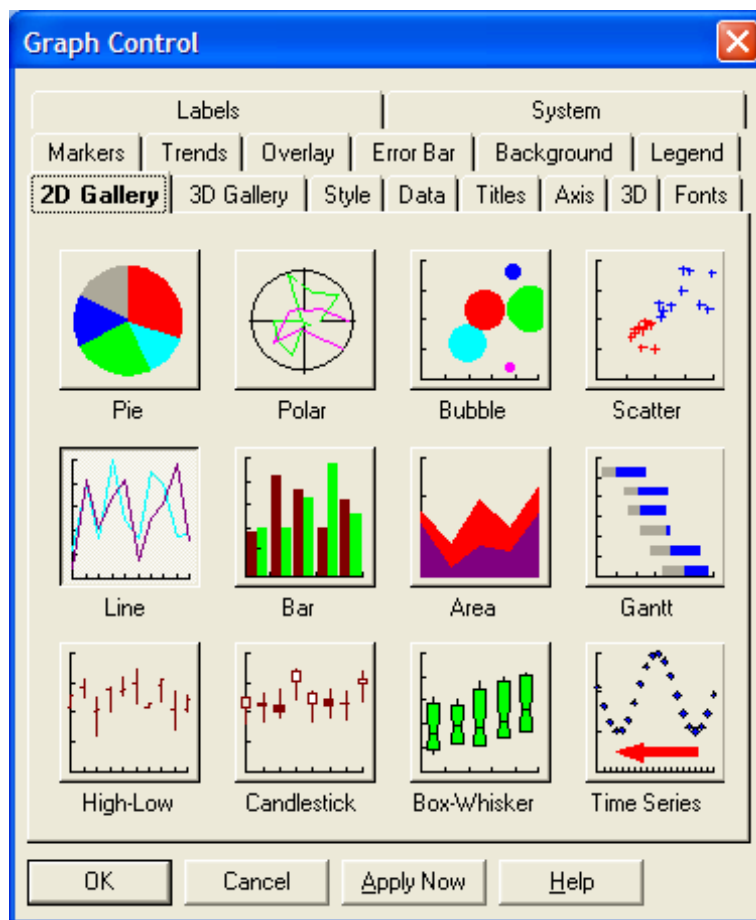 Graph Control
Labels System
Markers Trends Overlay Error Bar Background Legend
2D Gallery 3D Gallery Style Data Titles Axis 3D Fonts
Pie Polar Bubble Scatter
Line Bar Area Gantt
High-Low Candlestick Box-Whisker Time Series
OK Cancel Apply Now Help